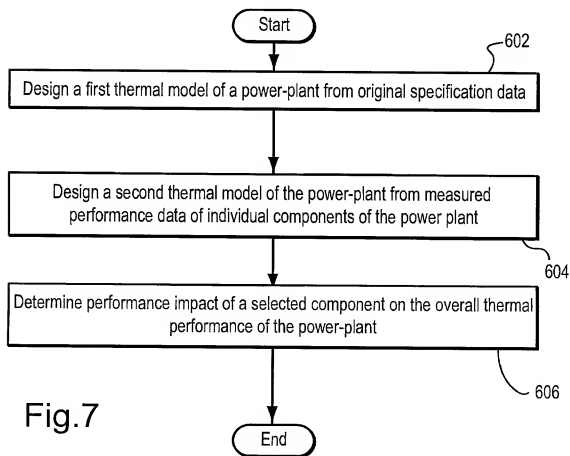 Start
602
Design a first thermal model of a power-plant from original specification data
Design a second thermal model of the power-plant from measured
performance data of individual components of the power plant
604
Determine performance impact of a selected component on the overall thermal
performance of the power-plant
606
Fig.7
End